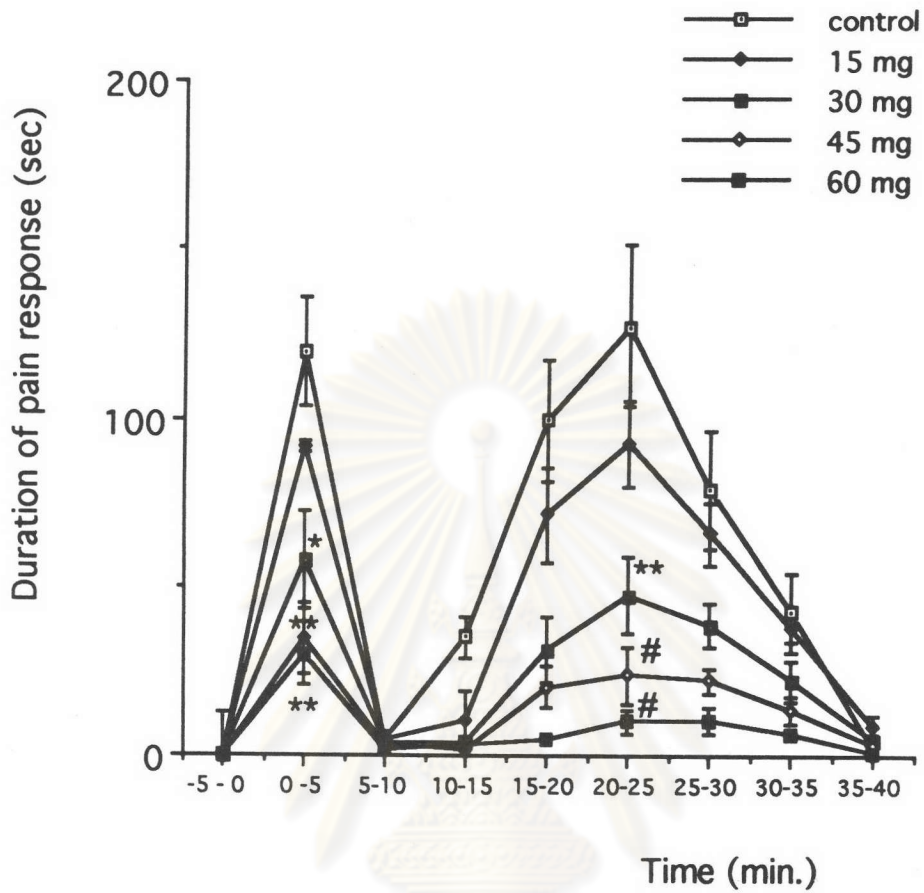 control
15 mg
30 mg
45 mg
60 mg
Duration of pain response (sec)
200
100
0
*
**
**
**
#
#
-5 - 0 0 -5 5-10 10-15 15-20 20-25 25-30 30-35 35-40
Time (min.)